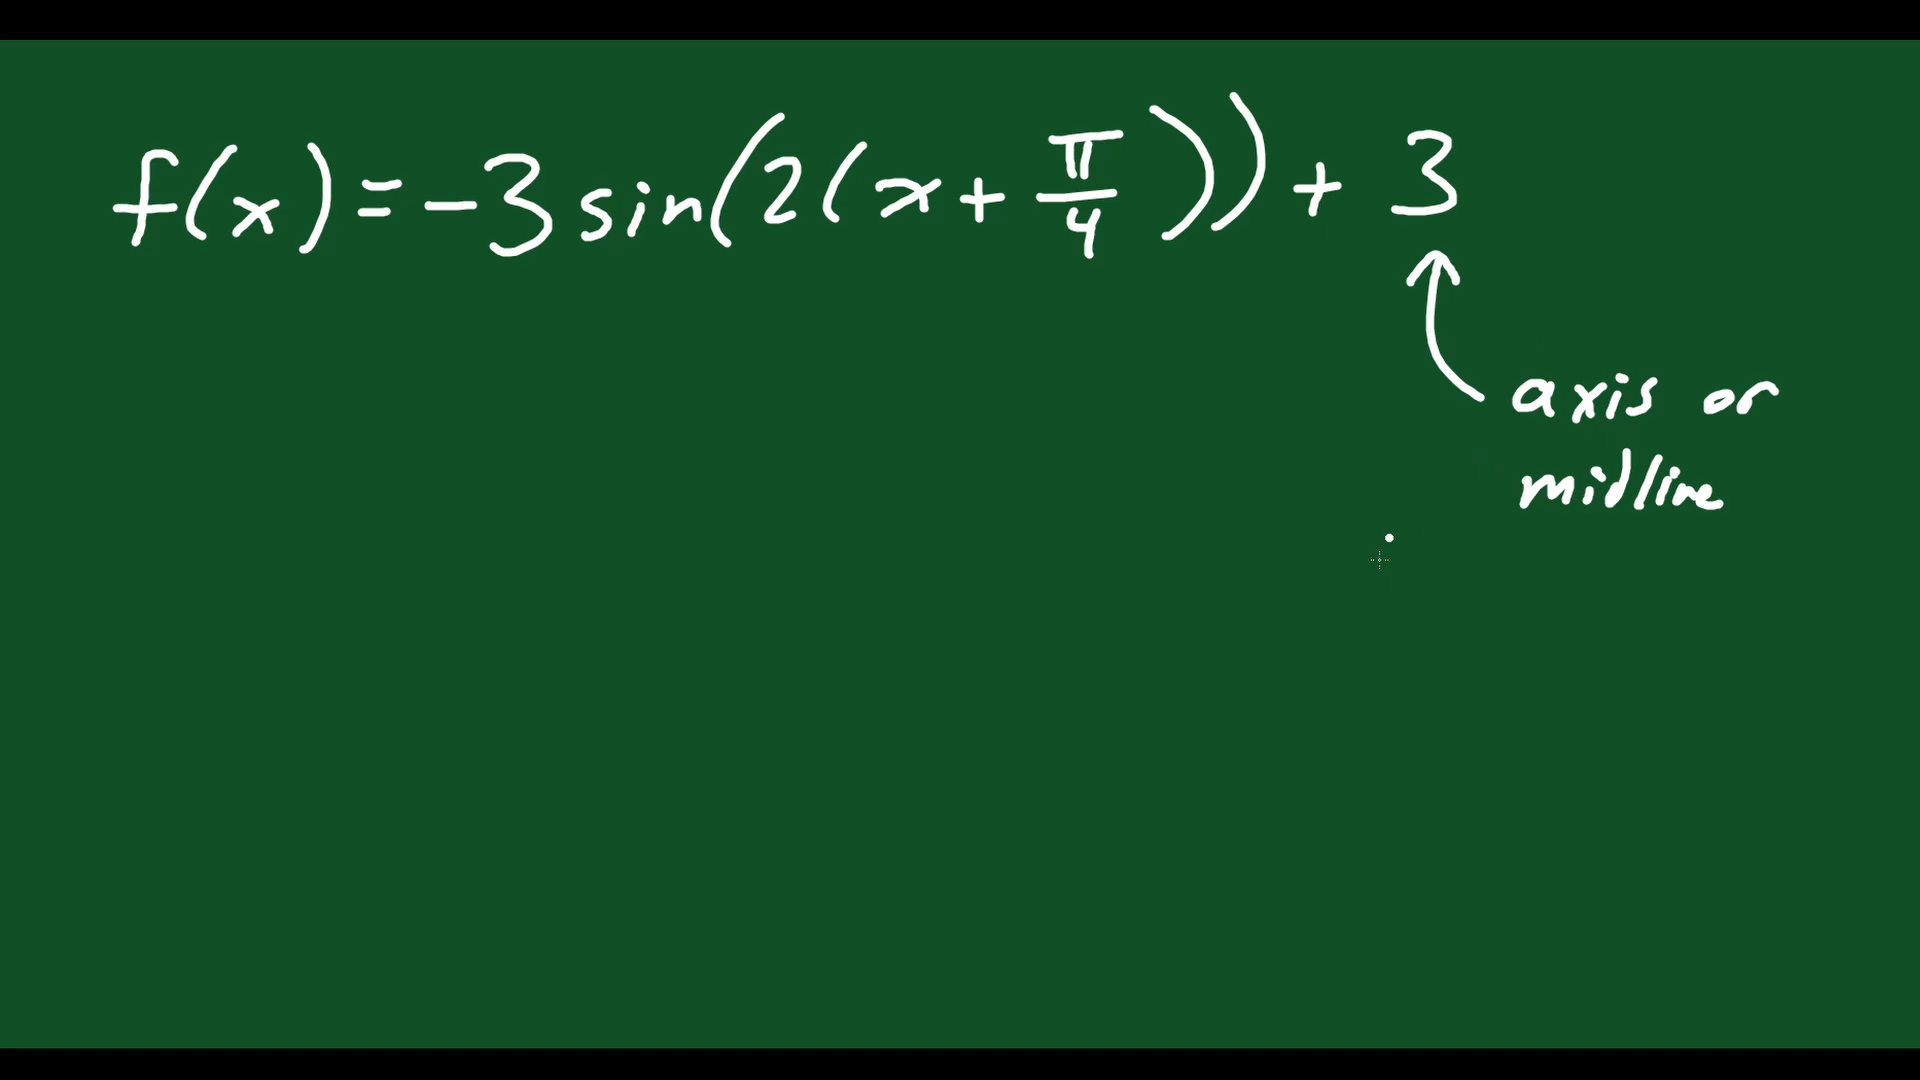 f(x) = -3 sin(2(x + π/4)) + 3
axis or
midline